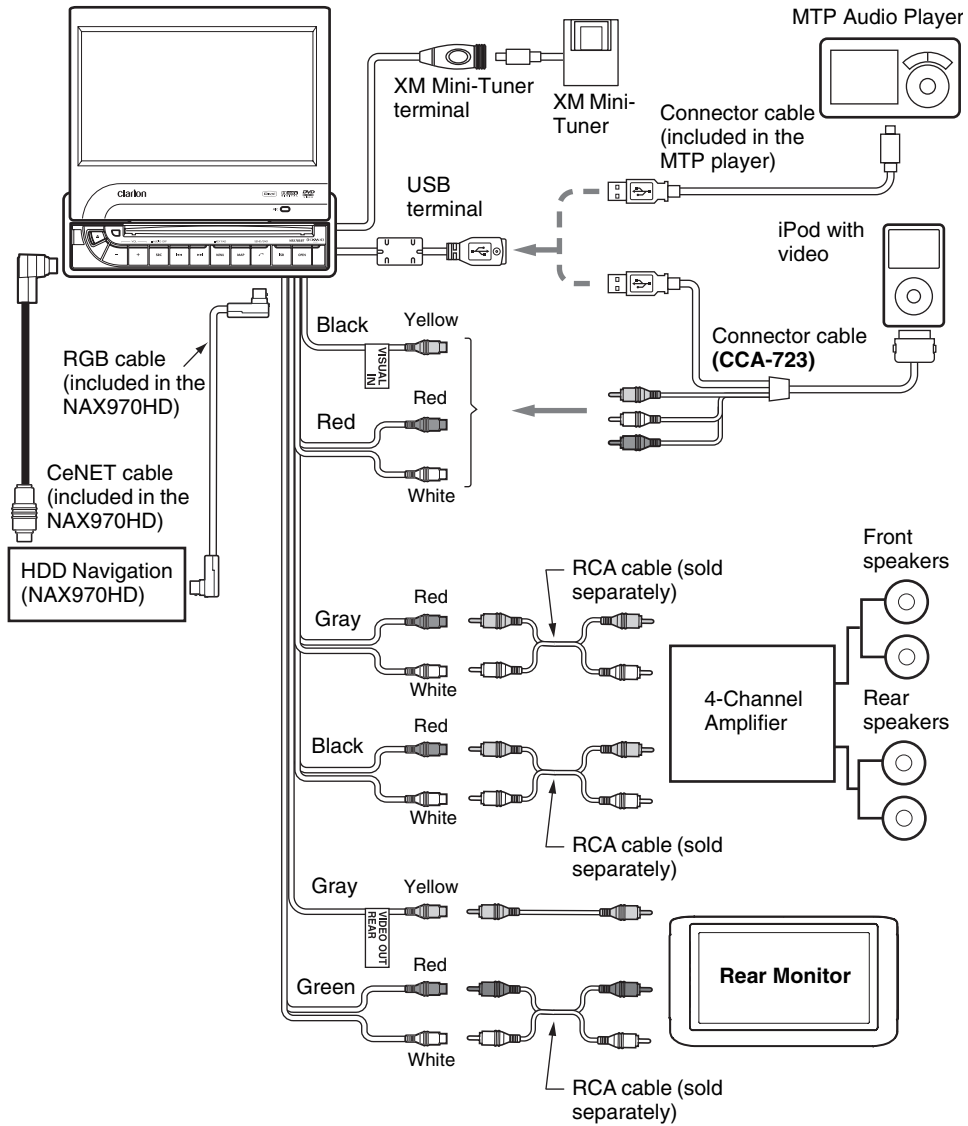 MTP Audio Player
XM Mini-Tuner
terminal
XM Mini-
Tuner
Connector cable
(included in the
MTP player)
clarion
USB
terminal
iPod with
video
Black
Yellow
VISUAL
IN
Connector cable
(CCA-723)
RGB cable
(included in the
NAX970HD)
Red
Red
White
CeNET cable
(included in the
NAX970HD)
HDD Navigation
(NAX970HD)
RCA cable (sold
separately)
Front
speakers
Gray
Red
White
4-Channel
Amplifier
Rear
speakers
Black
Red
White
RCA cable (sold
separately)
Gray
Yellow
VIDEO OUT
REAR
Rear Monitor
Green
Red
White
RCA cable (sold
separately)